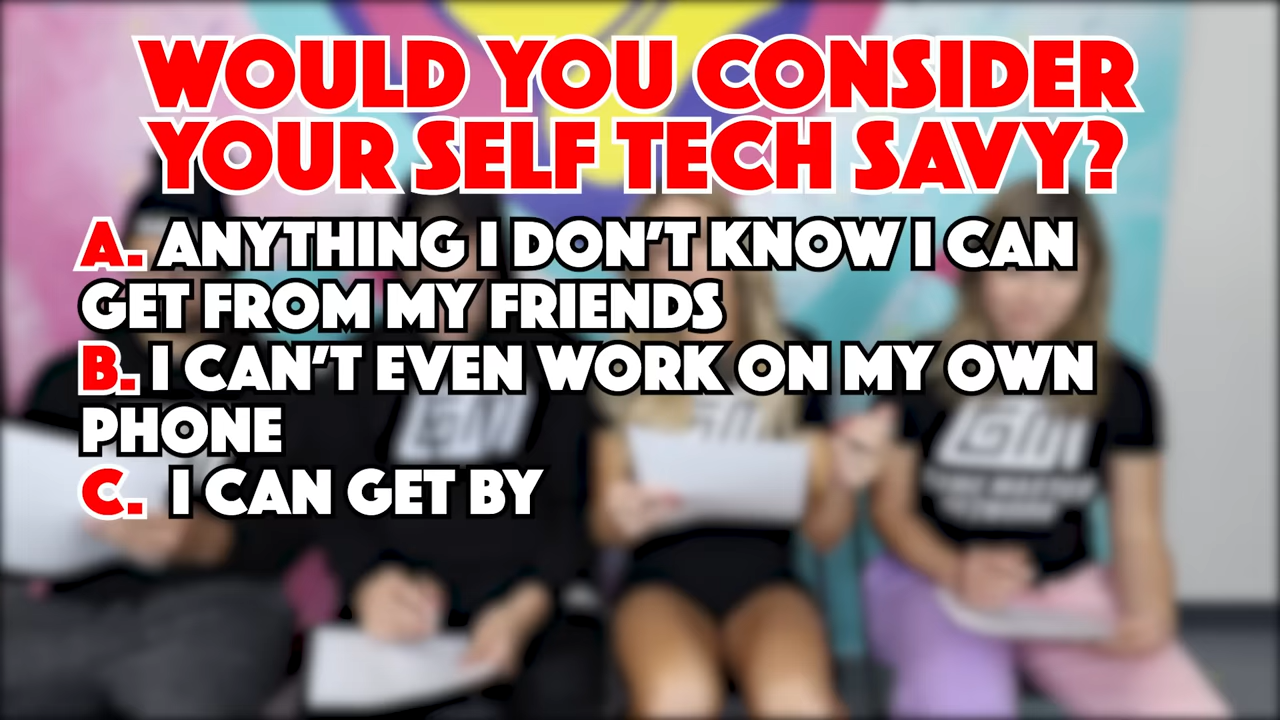 WOULD YOU CONSIDER
YOUR SELF TECH SAVY?
A. ANYTHING I DON'T KNOW I CAN
GET FROM MY FRIENDS
B. I CAN'T EVEN WORK ON MY OWN
PHONE
C. I CAN GET BY